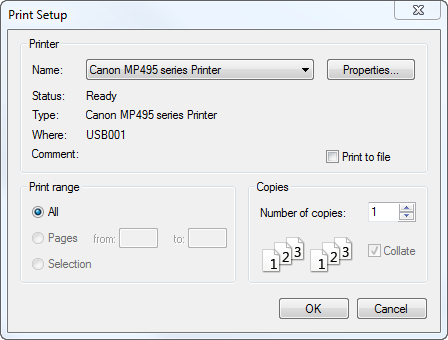 Print Setup
Printer
Name: Canon MP495 series Printer Properties...
Status: Ready
Type: Canon MP495 series Printer
Where: USB001
Comment: Print to file
Print range
All
Pages from: to:
Selection
Copies
Number of copies: 1
1 2 3 1 2 3 Collate
OK Cancel